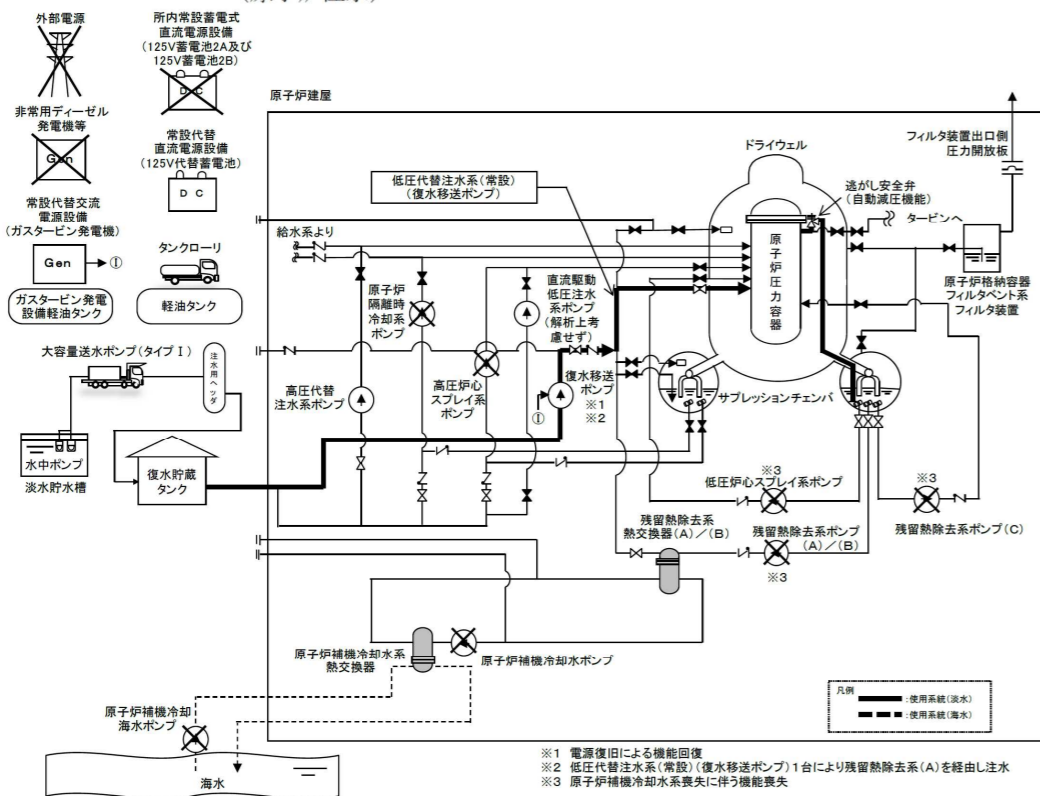 外部電源
所内常設蓄電式
直流電源設備
(125V蓄電池2A及び
125V蓄電池2B)
D C
非常用ディーゼル
発電機等
Gen
常設代替
直流電源設備
(125V代替蓄電池)
D C
常設代替交流
電源設備
(ガスタービン発電機)
Gen
①
ガスタービン発電
設備軽油タンク
タンクローリ
軽油タンク
大容量送水ポンプ(タイプⅠ)
注水用ヘッダ
水中ポンプ
淡水貯水槽
復水貯蔵
タンク
原子炉建屋
低圧代替注水系(常設)
(復水移送ポンプ)
ドライウェル
フィルタ装置出口側
圧力開放板
逃がし安全弁
(自動減圧機能)
タービンへ
給水系より
原子炉圧力容器
原子炉格納容器
フィルタベント系
フィルタ装置
原子炉
隔離時
冷却系
ポンプ
直流駆動
低圧注水
系ポンプ
(解析上考
慮せず)
高圧代替
注水系ポンプ
高圧炉心
スプレイ系
ポンプ
①
復水移送
ポンプ
※1
※2
サプレッションチェンバ
※3
低圧炉心スプレイ系ポンプ
※3
残留熱除去系ポンプ(C)
残留熱除去系
熱交換器(A)/(B)
残留熱除去系ポンプ
(A)/(B)
※3
原子炉補機冷却水系
熱交換器
原子炉補機冷却水ポンプ
原子炉補機冷却
海水ポンプ
海水
凡例
:使用系統(淡水)
:使用系統(海水)
※1 電源復旧による機能回復
※2 低圧代替注水系(常設)(復水移送ポンプ)1台により残留熱除去系(A)を経由し注水
※3 原子炉補機冷却水系喪失に伴う機能喪失